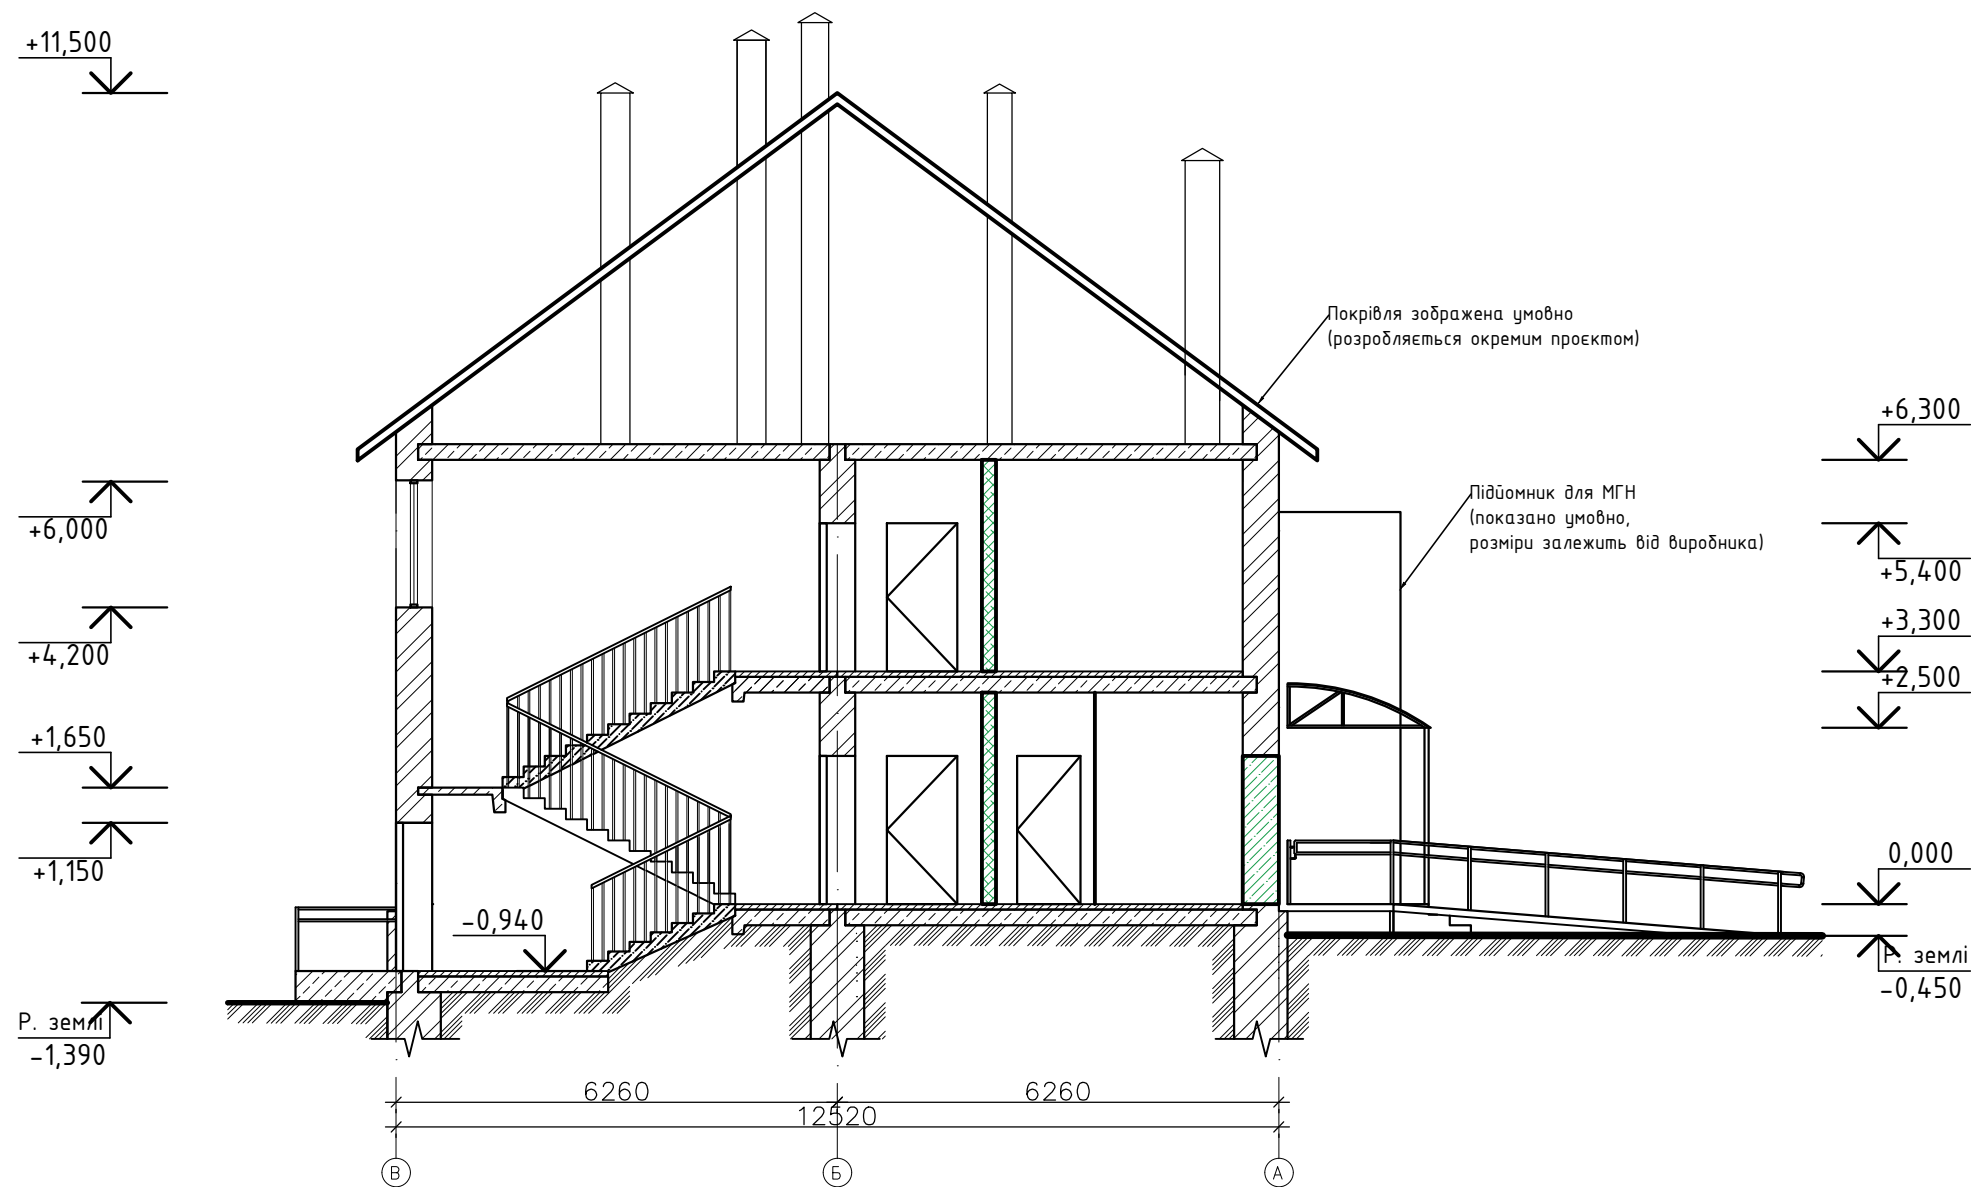 +11,500
Покрівля зображена умовно
(розробляється окремим проєктом)
+6,300
Підйомник для МГН
(показано умовно,
розміри залежить від виробника)
+6,000
+5,400
+3,300
+4,200
+2,500
+1,650
0,000
+1,150
-0,940
Р. землі
-0,450
Р. землі
-1,390
6260
6260
12520
В
Б
А